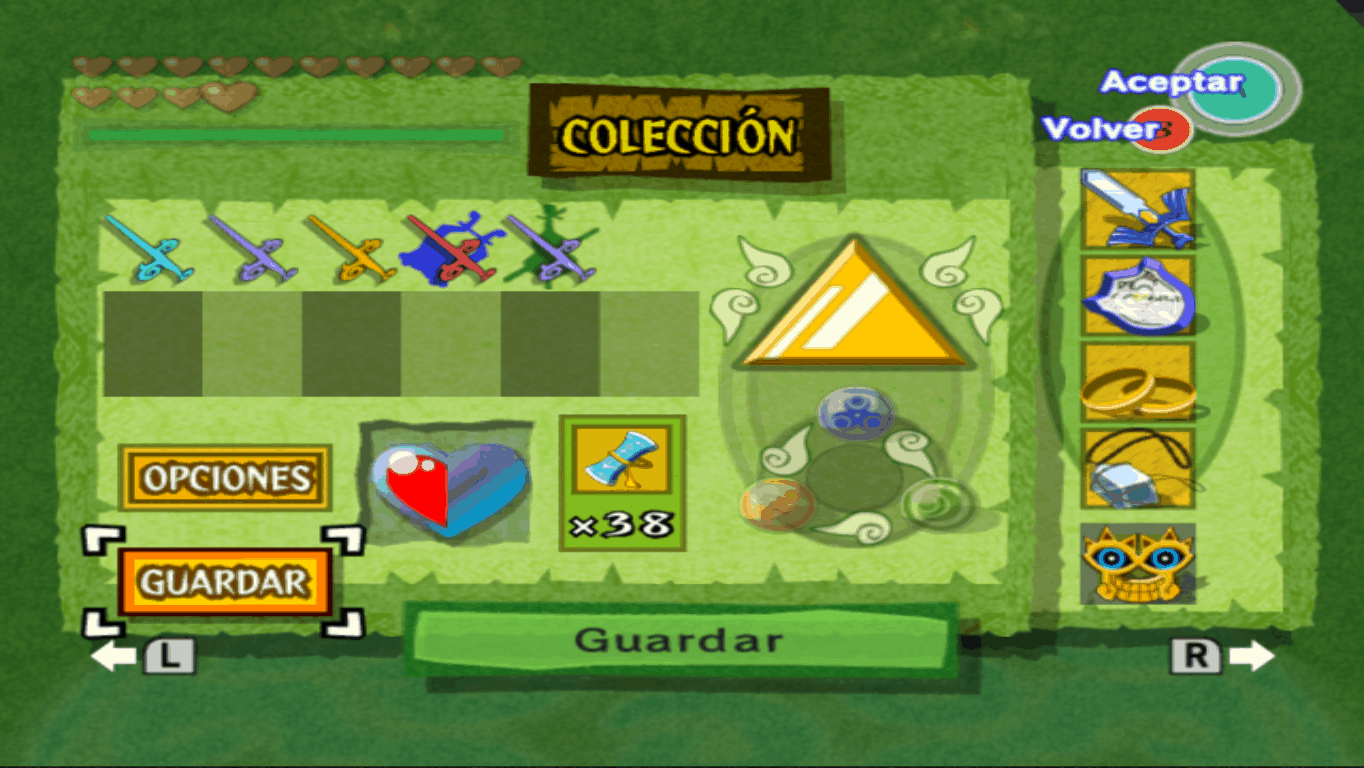 COLECCIÓN
Aceptar
Volver
B
OPCIONES
×38
GUARDAR
Guardar
L
R